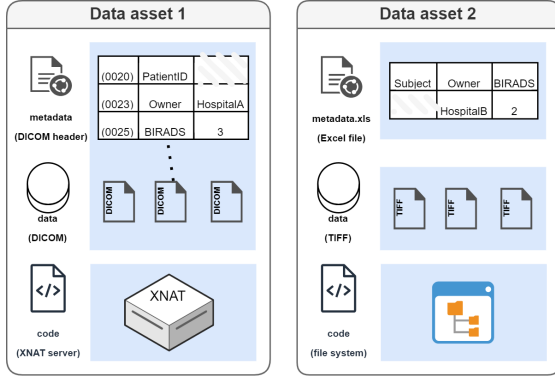 Data asset 1
metadata
(DICOM header)
(0020) PatientID
(0023) Owner HospitalA
(0025) BIRADS 3
data
(DICOM)
DICOM DICOM DICOM
code
(XNAT server)
XNAT
Data asset 2
metadata.xls
(Excel file)
Subject Owner BIRADS
HospitalB 2
data
(TIFF)
TIFF TIFF TIFF
code
(file system)
</>